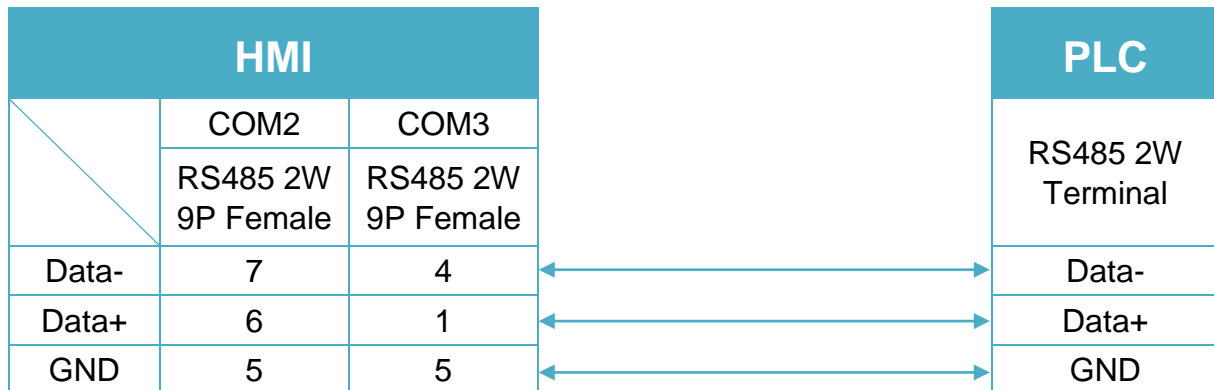 HMI
PLC
COM2 COM3
RS485 2W
9P Female
RS485 2W
9P Female
RS485 2W
Terminal
Data- 7 4 Data-
Data+ 6 1 Data+
GND 5 5 GND